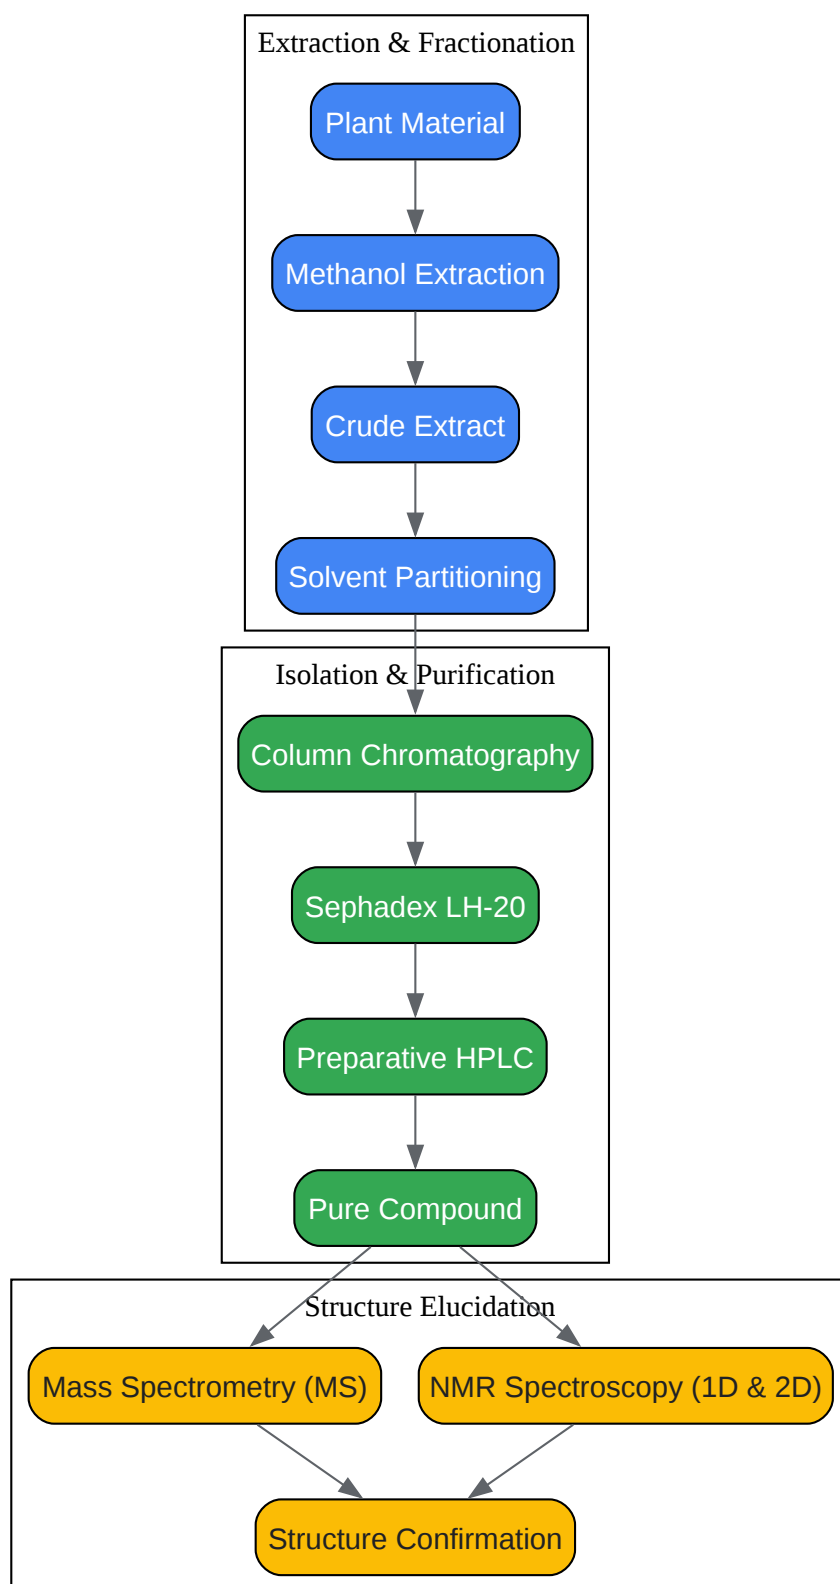 Extraction & Fractionation
Plant Material
Methanol Extraction
Crude Extract
Solvent Partitioning
Isolation & Purification
Column Chromatography
Sephadex LH-20
Preparative HPLC
Pure Compound
Structure Elucidation
Mass Spectrometry (MS)
NMR Spectroscopy (1D & 2D)
Structure Confirmation